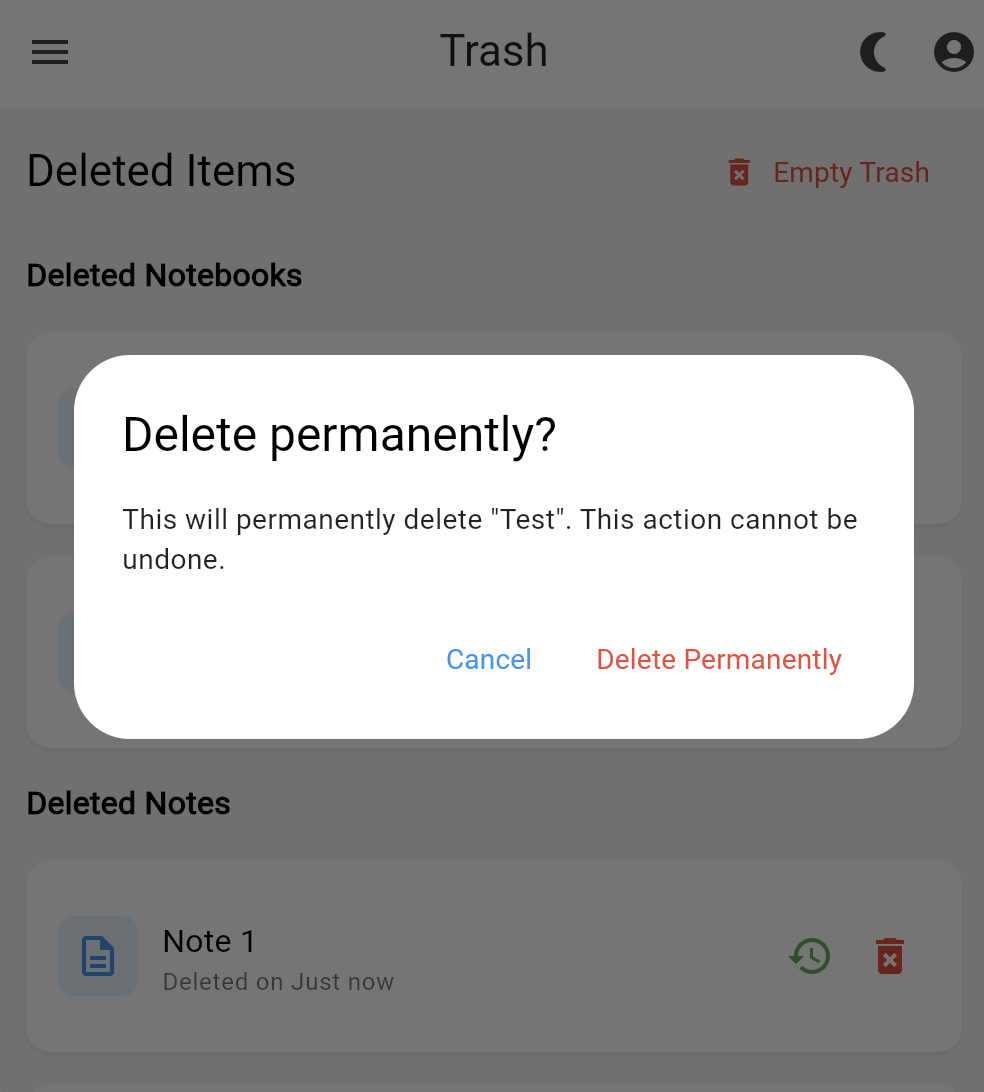 Trash
Deleted Items
Empty Trash
Deleted Notebooks
Delete permanently?
This will permanently delete "Test". This action cannot be
undone.
Cancel
Delete Permanently
Deleted Notes
Note 1
Deleted on Just now